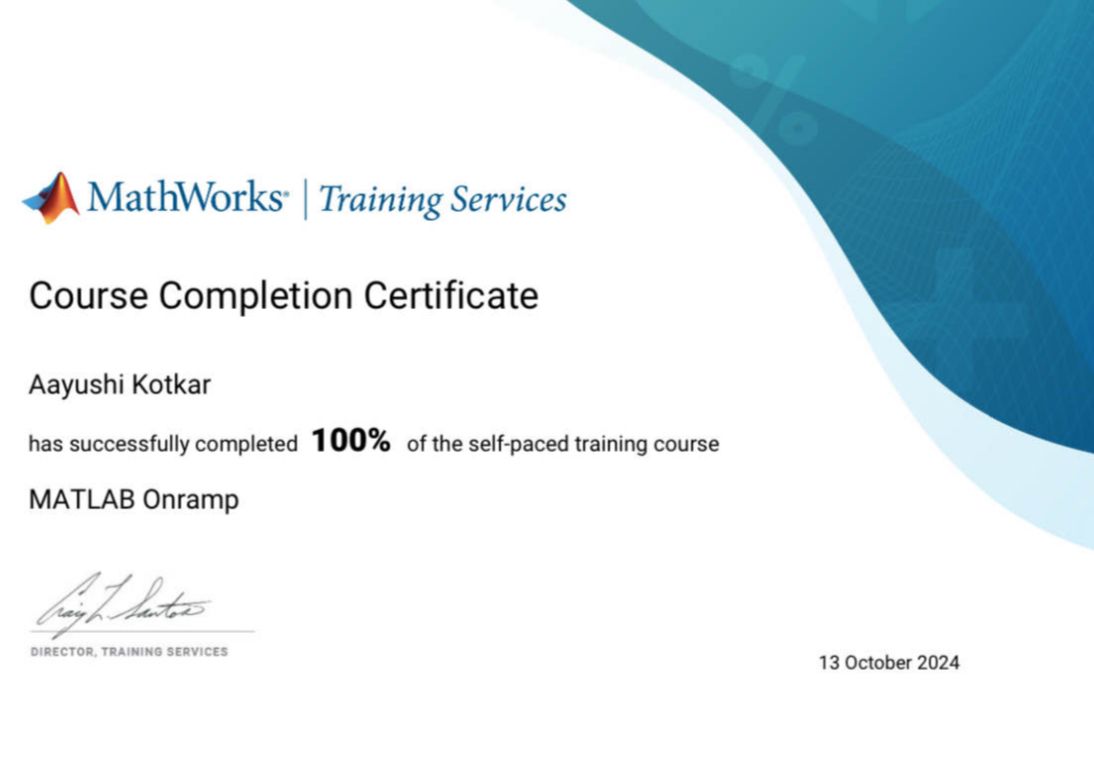 MathWorks® | Training Services
Course Completion Certificate
Aayushi Kotkar
has successfully completed 100% of the self-paced training course
MATLAB Onramp
Craig L. Santos
DIRECTOR, TRAINING SERVICES
13 October 2024
%
+